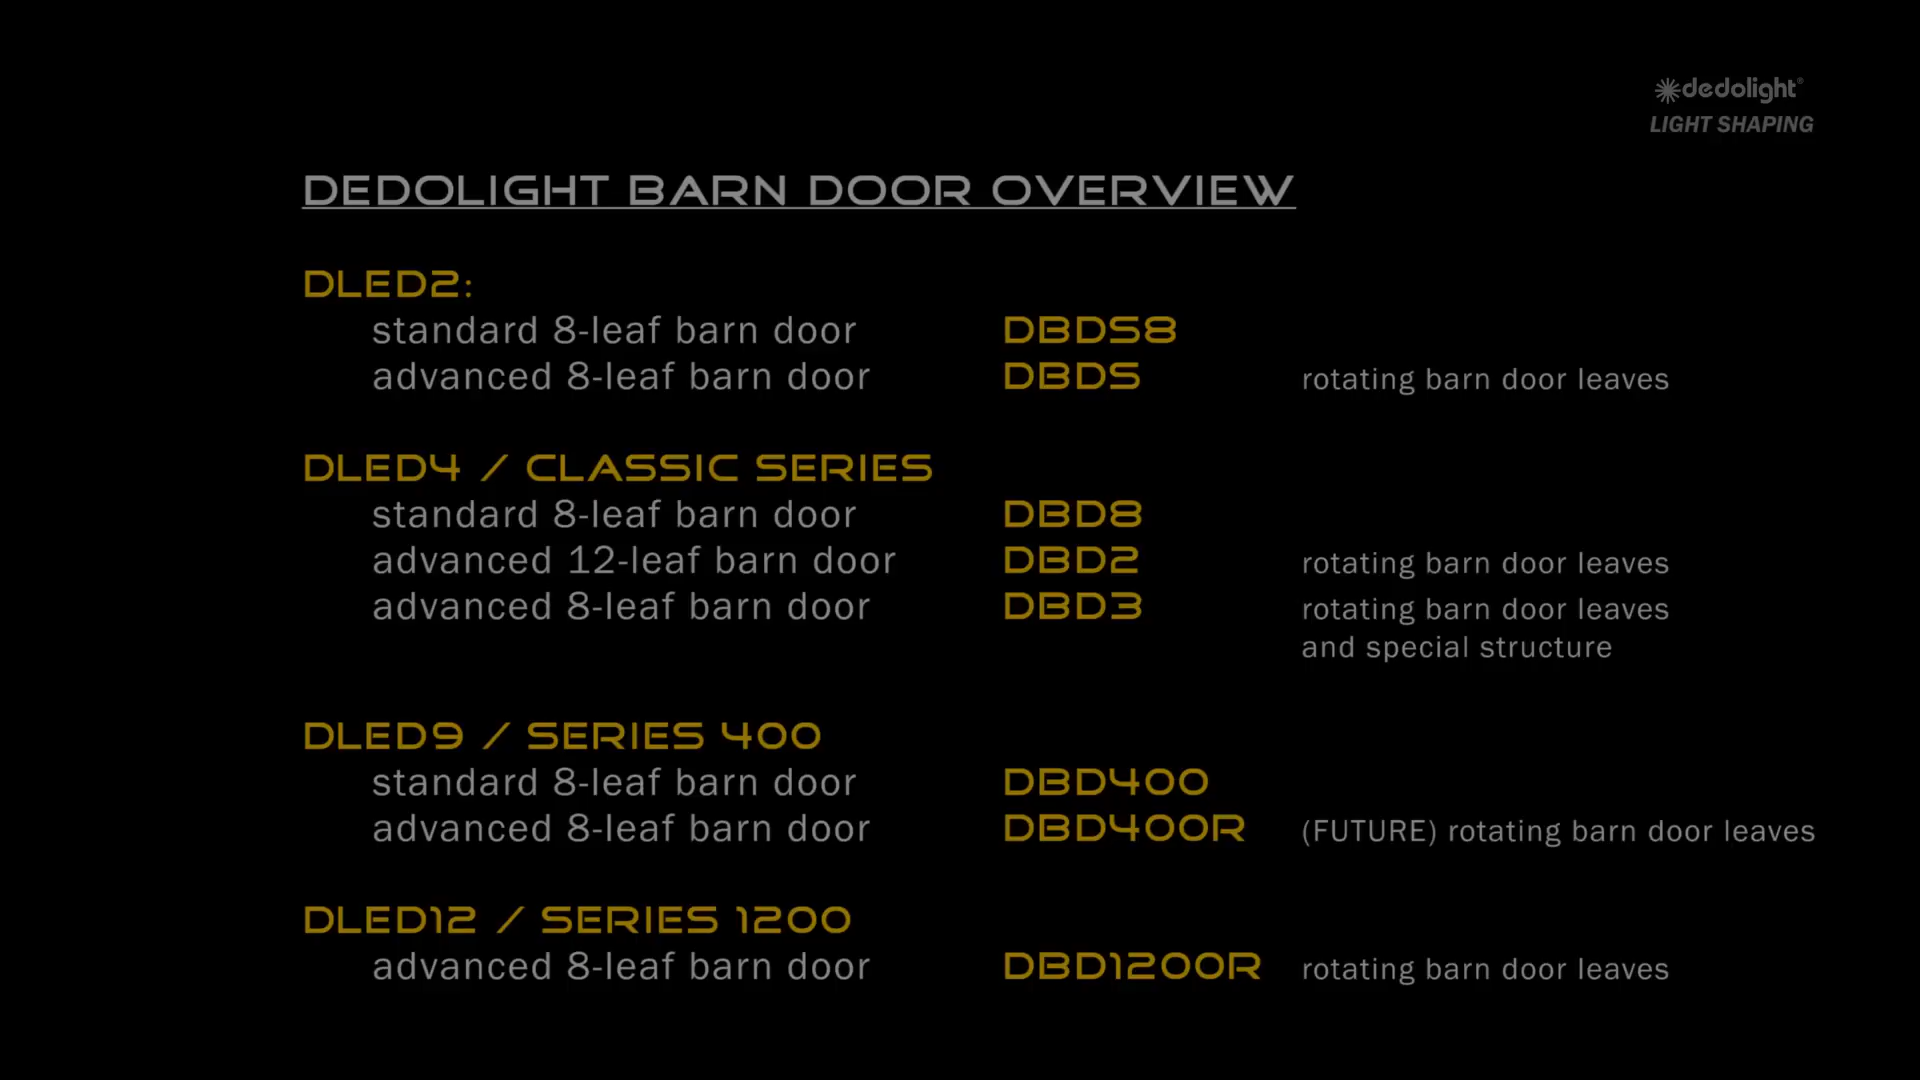 dedolight®
LIGHT SHAPING
DEDOLIGHT BARN DOOR OVERVIEW
DLED2:
standard 8-leaf barn door DBDS8
advanced 8-leaf barn door DBDS rotating barn door leaves
DLED4 / CLASSIC SERIES
standard 8-leaf barn door DBD8
advanced 12-leaf barn door DBD2 rotating barn door leaves
advanced 8-leaf barn door DBD3 rotating barn door leaves
and special structure
DLED9 / SERIES 400
standard 8-leaf barn door DBD400
advanced 8-leaf barn door DBD400R (FUTURE) rotating barn door leaves
DLED12 / SERIES 1200
advanced 8-leaf barn door DBD1200R rotating barn door leaves